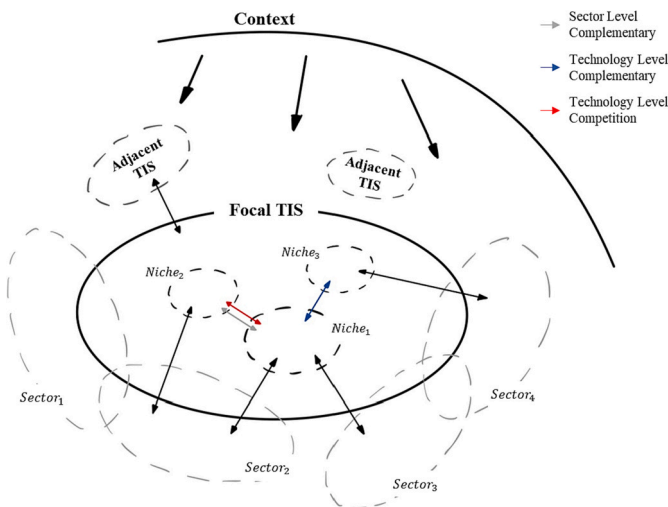 Context
Sector Level
Complementary
Technology Level
Complementary
Technology Level
Competition
Adjacent
TIS
Adjacent
TIS
Focal TIS
Niche₂
Niche₃
Niche₁
Sector₁
Sector₂
Sector₃
Sector₄